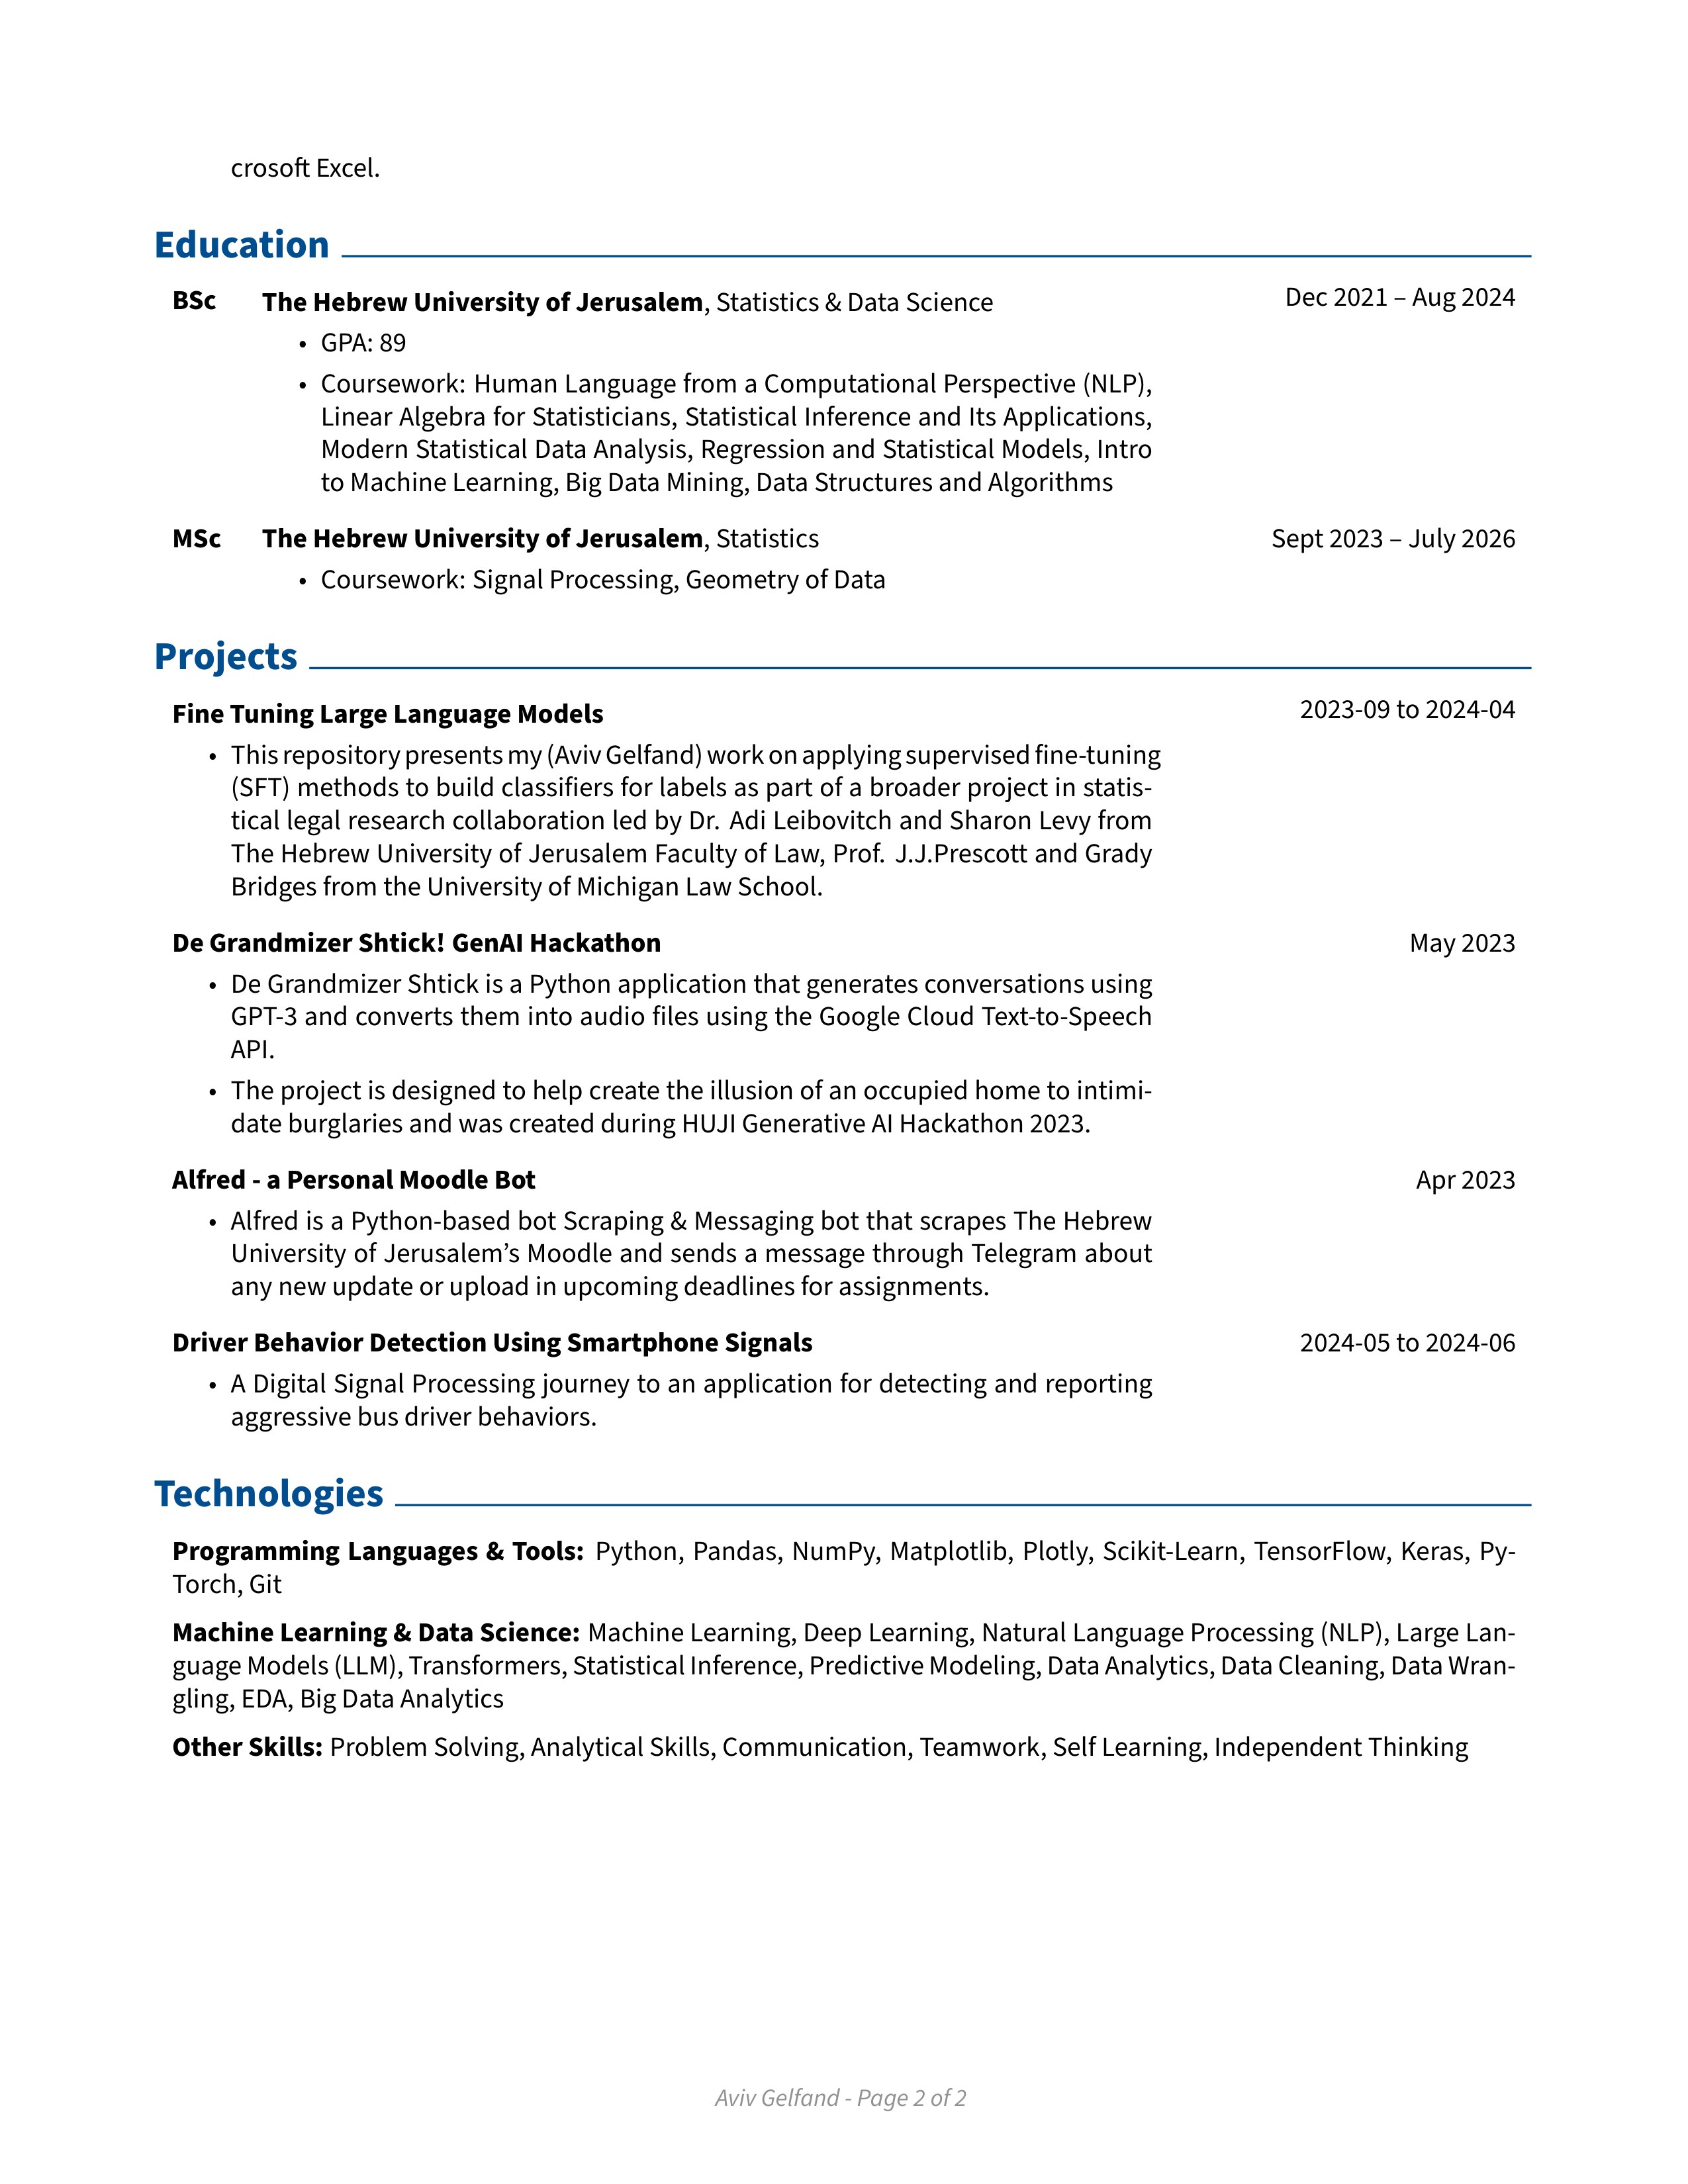 crosoft Excel.
Education
BSc The Hebrew University of Jerusalem, Statistics & Data Science Dec 2021 – Aug 2024
• GPA: 89
• Coursework: Human Language from a Computational Perspective (NLP),
Linear Algebra for Statisticians, Statistical Inference and Its Applications,
Modern Statistical Data Analysis, Regression and Statistical Models, Intro
to Machine Learning, Big Data Mining, Data Structures and Algorithms
MSc The Hebrew University of Jerusalem, Statistics Sept 2023 – July 2026
• Coursework: Signal Processing, Geometry of Data
Projects
Fine Tuning Large Language Models 2023-09 to 2024-04
• This repository presents my (Aviv Gelfand) work on applying supervised fine-tuning
(SFT) methods to build classifiers for labels as part of a broader project in statis-
tical legal research collaboration led by Dr. Adi Leibovitch and Sharon Levy from
The Hebrew University of Jerusalem Faculty of Law, Prof. J.J.Prescott and Grady
Bridges from the University of Michigan Law School.
De Grandmizer Shtick! GenAI Hackathon May 2023
• De Grandmizer Shtick is a Python application that generates conversations using
GPT-3 and converts them into audio files using the Google Cloud Text-to-Speech
API.
• The project is designed to help create the illusion of an occupied home to intimi-
date burglaries and was created during HUJI Generative AI Hackathon 2023.
Alfred - a Personal Moodle Bot Apr 2023
• Alfred is a Python-based bot Scraping & Messaging bot that scrapes The Hebrew
University of Jerusalem’s Moodle and sends a message through Telegram about
any new update or upload in upcoming deadlines for assignments.
Driver Behavior Detection Using Smartphone Signals 2024-05 to 2024-06
• A Digital Signal Processing journey to an application for detecting and reporting
aggressive bus driver behaviors.
Technologies
Programming Languages & Tools: Python, Pandas, NumPy, Matplotlib, Plotly, Scikit-Learn, TensorFlow, Keras, Py-
Torch, Git
Machine Learning & Data Science: Machine Learning, Deep Learning, Natural Language Processing (NLP), Large Lan-
guage Models (LLM), Transformers, Statistical Inference, Predictive Modeling, Data Analytics, Data Cleaning, Data Wran-
gling, EDA, Big Data Analytics
Other Skills: Problem Solving, Analytical Skills, Communication, Teamwork, Self Learning, Independent Thinking
Aviv Gelfand - Page 2 of 2